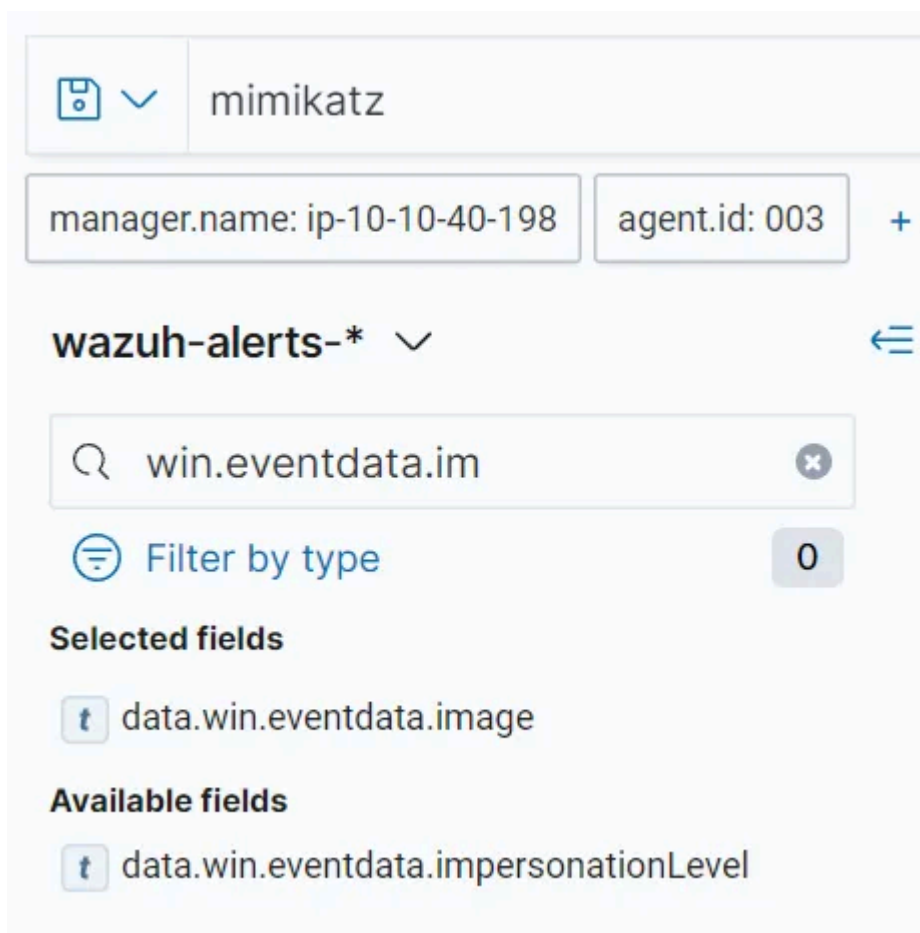 mimikatz
manager.name: ip-10-10-40-198 agent.id: 003 +
wazuh-alerts-*
win.eventdata.im
Filter by type 0
Selected fields
t data.win.eventdata.image
Available fields
t data.win.eventdata.impersonationLevel